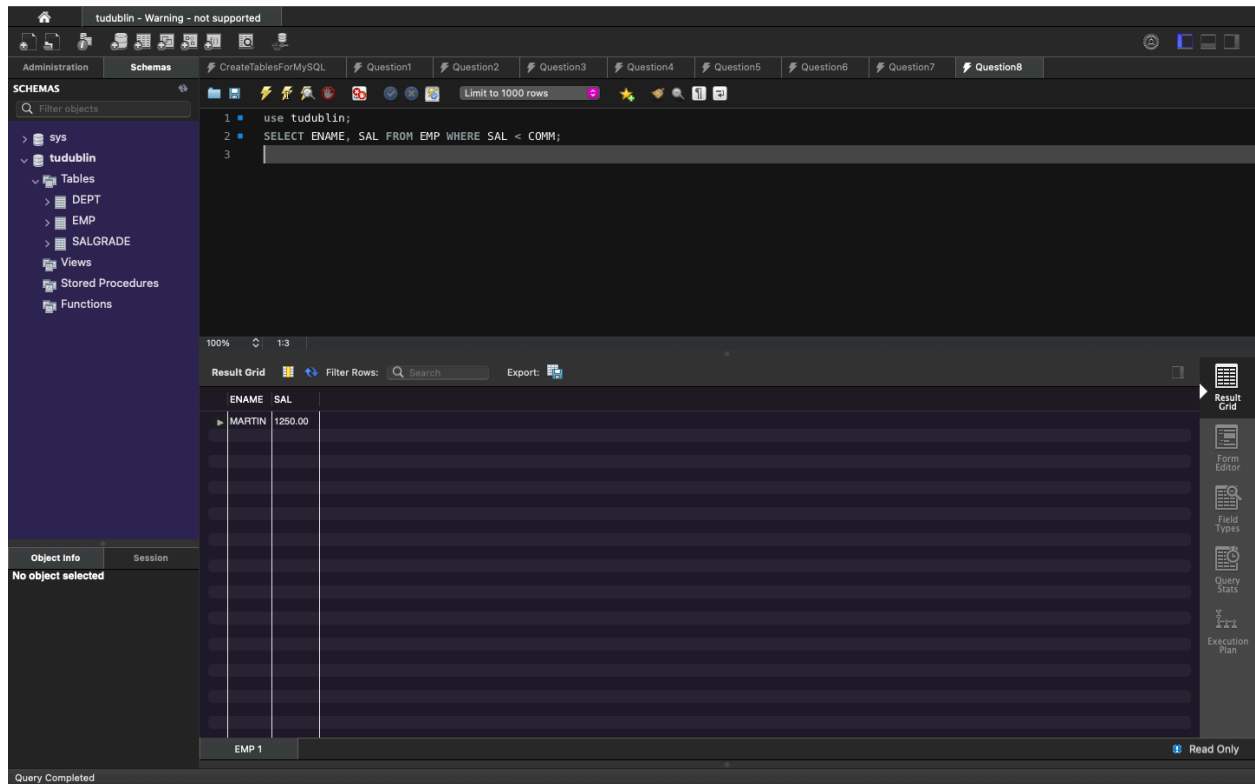 tudublin - Warning - not supported
Administration Schemas
CreateTablesForMySQL Question1 Question2 Question3 Question4 Question5 Question6 Question7 Question8
SCHEMAS
Filter objects
sys
tudublin
Tables
DEPT
EMP
SALGRADE
Views
Stored Procedures
Functions
Object Info Session
No object selected
Limit to 1000 rows
1 use tudublin;
2 SELECT ENAME, SAL FROM EMP WHERE SAL < COMM;
3
100% 1:3
Result Grid Filter Rows: Search Export:
ENAME SAL
MARTIN 1250.00
Result
Grid
Form
Editor
Field
Types
Query
Stats
Execution
Plan
EMP 1 Read Only
Query Completed